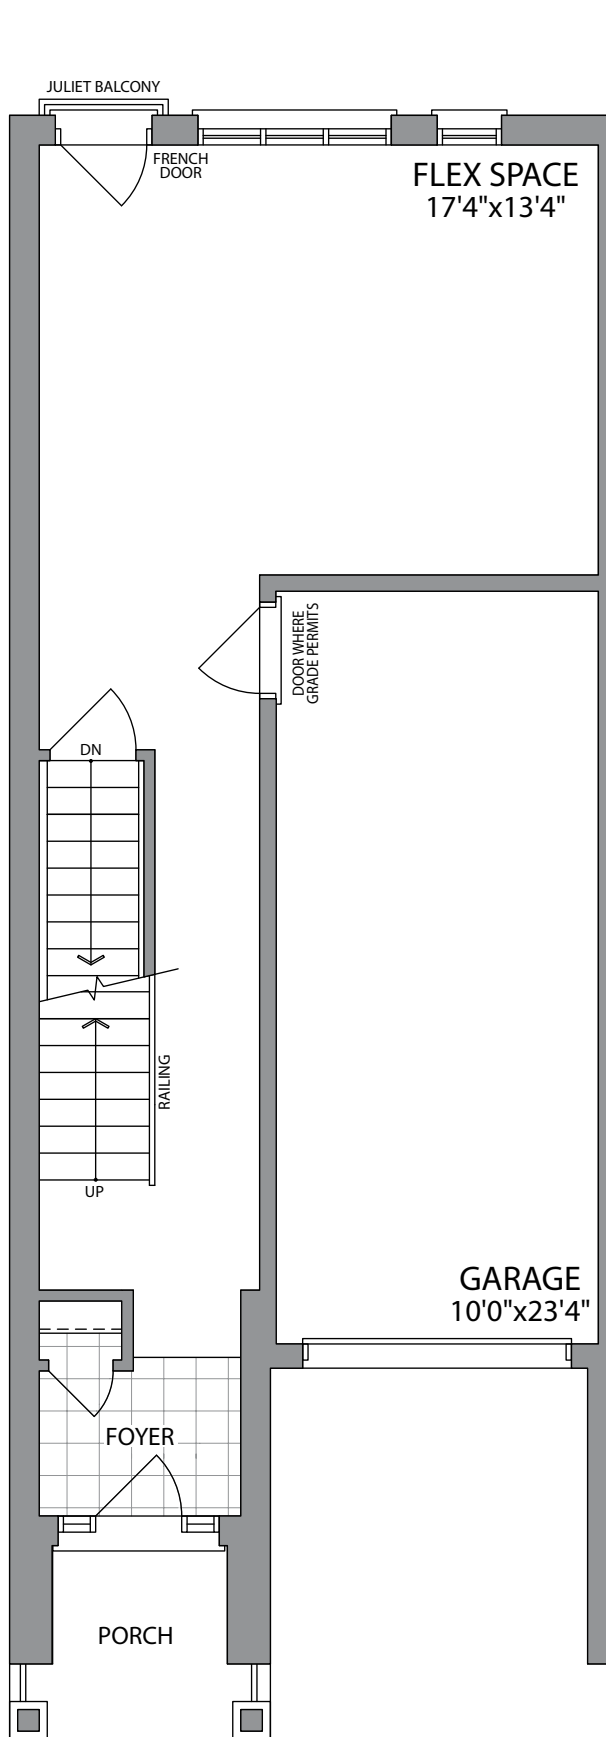 JULIET BALCONY
FRENCH
DOOR
FLEX SPACE
17'4"x13'4"
DOOR WHERE
GRADE PERMITS
DN
RAILING
UP
GARAGE
10'0"x23'4"
FOYER
PORCH